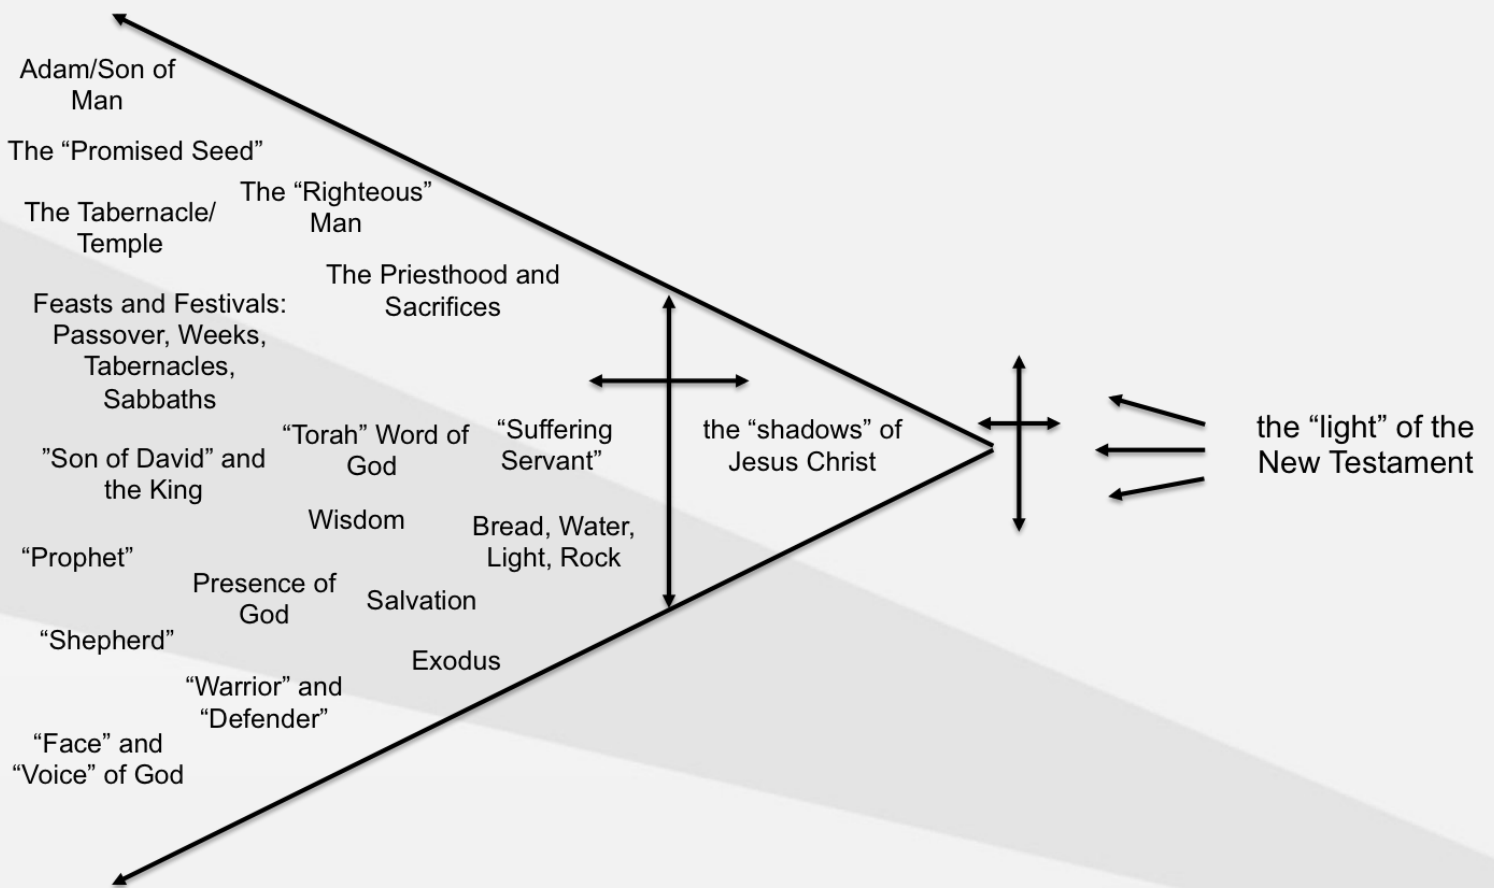 Adam/Son of
Man
The “Promised Seed”
The “Righteous”
Man
The Tabernacle/
Temple
The Priesthood and
Sacrifices
Feasts and Festivals:
Passover, Weeks,
Tabernacles,
Sabbaths
“Torah” Word of
God
“Suffering
Servant”
the “shadows” of
Jesus Christ
the “light” of the
New Testament
”Son of David” and
the King
Wisdom
Bread, Water,
Light, Rock
“Prophet”
Presence of
God
Salvation
“Shepherd”
Exodus
“Warrior” and
“Defender”
“Face” and
“Voice” of God